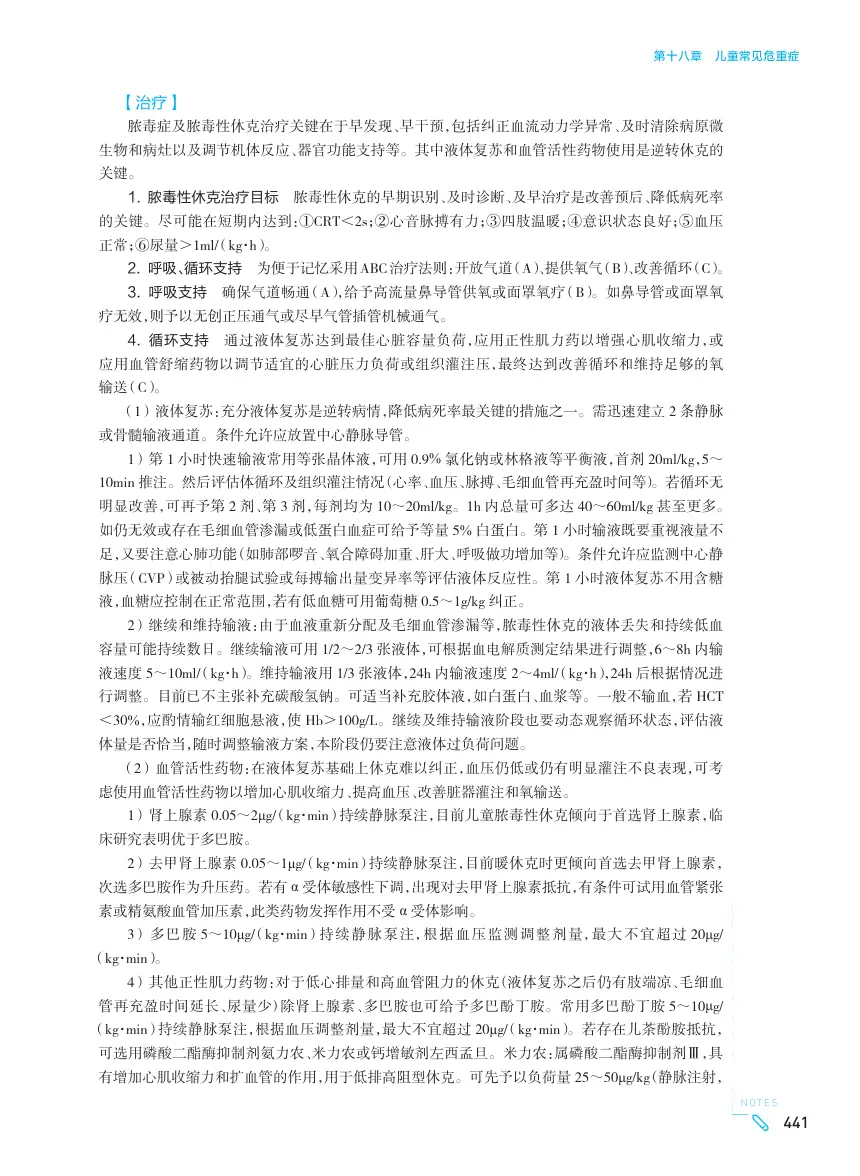 第十八章 儿童常见危重症
【治疗】
脓毒症及脓毒性休克治疗关键在于早发现、早干预,包括纠正血流动力学异常、及时清除病原微
生物和病灶以及调节机体反应、器官功能支持等。其中液体复苏和血管活性药物使用是逆转休克的
关键。
1. 脓毒性休克治疗目标 脓毒性休克的早期识别、及时诊断、及早治疗是改善预后、降低病死率
的关键。尽可能在短期内达到:①CRT<2s;②心音脉搏有力;③四肢温暖;④意识状态良好;⑤血压
正常;⑥尿量>1ml/(kg·h)。
2. 呼吸、循环支持 为便于记忆采用ABC治疗法则:开放气道(A)、提供氧气(B)、改善循环(C)。
3. 呼吸支持 确保气道畅通(A),给予高流量鼻导管供氧或面罩氧疗(B)。如鼻导管或面罩氧
疗无效,则予以无创正压通气或尽早气管插管机械通气。
4. 循环支持 通过液体复苏达到最佳心脏容量负荷,应用正性肌力药以增强心肌收缩力,或
应用血管舒缩药物以调节适宜的心脏压力负荷或组织灌注压,最终达到改善循环和维持足够的氧
输送(C)。
(1)液体复苏:充分液体复苏是逆转病情,降低病死率最关键的措施之一。需迅速建立 2 条静脉
或骨髓输液通道。条件允许应放置中心静脉导管。
1)第 1 小时快速输液常用等张晶体液,可用 0.9% 氯化钠或林格液等平衡液,首剂 20ml/kg,5~
10min 推注。然后评估体循环及组织灌注情况(心率、血压、脉搏、毛细血管再充盈时间等)。若循环无
明显改善,可再予第 2 剂、第 3 剂,每剂均为 10~20ml/kg。1h 内总量可多达 40~60ml/kg 甚至更多。
如仍无效或存在毛细血管渗漏或低蛋白血症可给予等量 5% 白蛋白。第 1 小时输液既要重视液量不
足,又要注意心肺功能(如肺部啰音、氧合障碍加重、肝大、呼吸做功增加等)。条件允许应监测中心静
脉压(CVP)或被动抬腿试验或每搏输出量变异率等评估液体反应性。第 1 小时液体复苏不用含糖
液,血糖应控制在正常范围,若有低血糖可用葡萄糖 0.5~1g/kg 纠正。
2)继续和维持输液:由于血液重新分配及毛细血管渗漏等,脓毒性休克的液体丢失和持续低血
容量可能持续数日。继续输液可用 1/2~2/3 张液体,可根据血电解质测定结果进行调整,6~8h 内输
液速度 5~10ml/(kg·h)。维持输液用 1/3 张液体,24h 内输液速度 2~4ml/(kg·h),24h 后根据情况进
行调整。目前已不主张补充碳酸氢钠。可适当补充胶体液,如白蛋白、血浆等。一般不输血,若 HCT
<30%,应酌情输红细胞悬液,使 Hb>100g/L。继续及维持输液阶段也要动态观察循环状态,评估液
体量是否恰当,随时调整输液方案,本阶段仍要注意液体过负荷问题。
(2)血管活性药物:在液体复苏基础上休克难以纠正,血压仍低或仍有明显灌注不良表现,可考
虑使用血管活性药物以增加心肌收缩力、提高血压、改善脏器灌注和氧输送。
1)肾上腺素 0.05~2μg/(kg·min)持续静脉泵注,目前儿童脓毒性休克倾向于首选肾上腺素,临
床研究表明优于多巴胺。
2)去甲肾上腺素 0.05~1μg/(kg·min)持续静脉泵注,目前暖休克时更倾向首选去甲肾上腺素,
次选多巴胺作为升压药。若有 α 受体敏感性下调,出现对去甲肾上腺素抵抗,有条件可试用血管紧张
素或精氨酸血管加压素,此类药物发挥作用不受 α 受体影响。
3)多巴胺 5~10μg/(kg·min)持续静脉泵注,根据血压监测调整剂量,最大不宜超过 20μg/
(kg·min)。
4)其他正性肌力药物:对于低心排量和高血管阻力的休克(液体复苏之后仍有肢端凉、毛细血
管再充盈时间延长、尿量少)除肾上腺素、多巴胺也可给予多巴酚丁胺。常用多巴酚丁胺 5~10μg/
(kg·min)持续静脉泵注,根据血压调整剂量,最大不宜超过 20μg/(kg·min)。若存在儿茶酚胺抵抗,
可选用磷酸二酯酶抑制剂氨力农、米力农或钙增敏剂左西孟旦。米力农:属磷酸二酯酶抑制剂Ⅲ,具
有增加心肌收缩力和扩血管的作用,用于低排高阻型休克。可先予以负荷量 25~50μg/kg(静脉注射,
NOTES
441